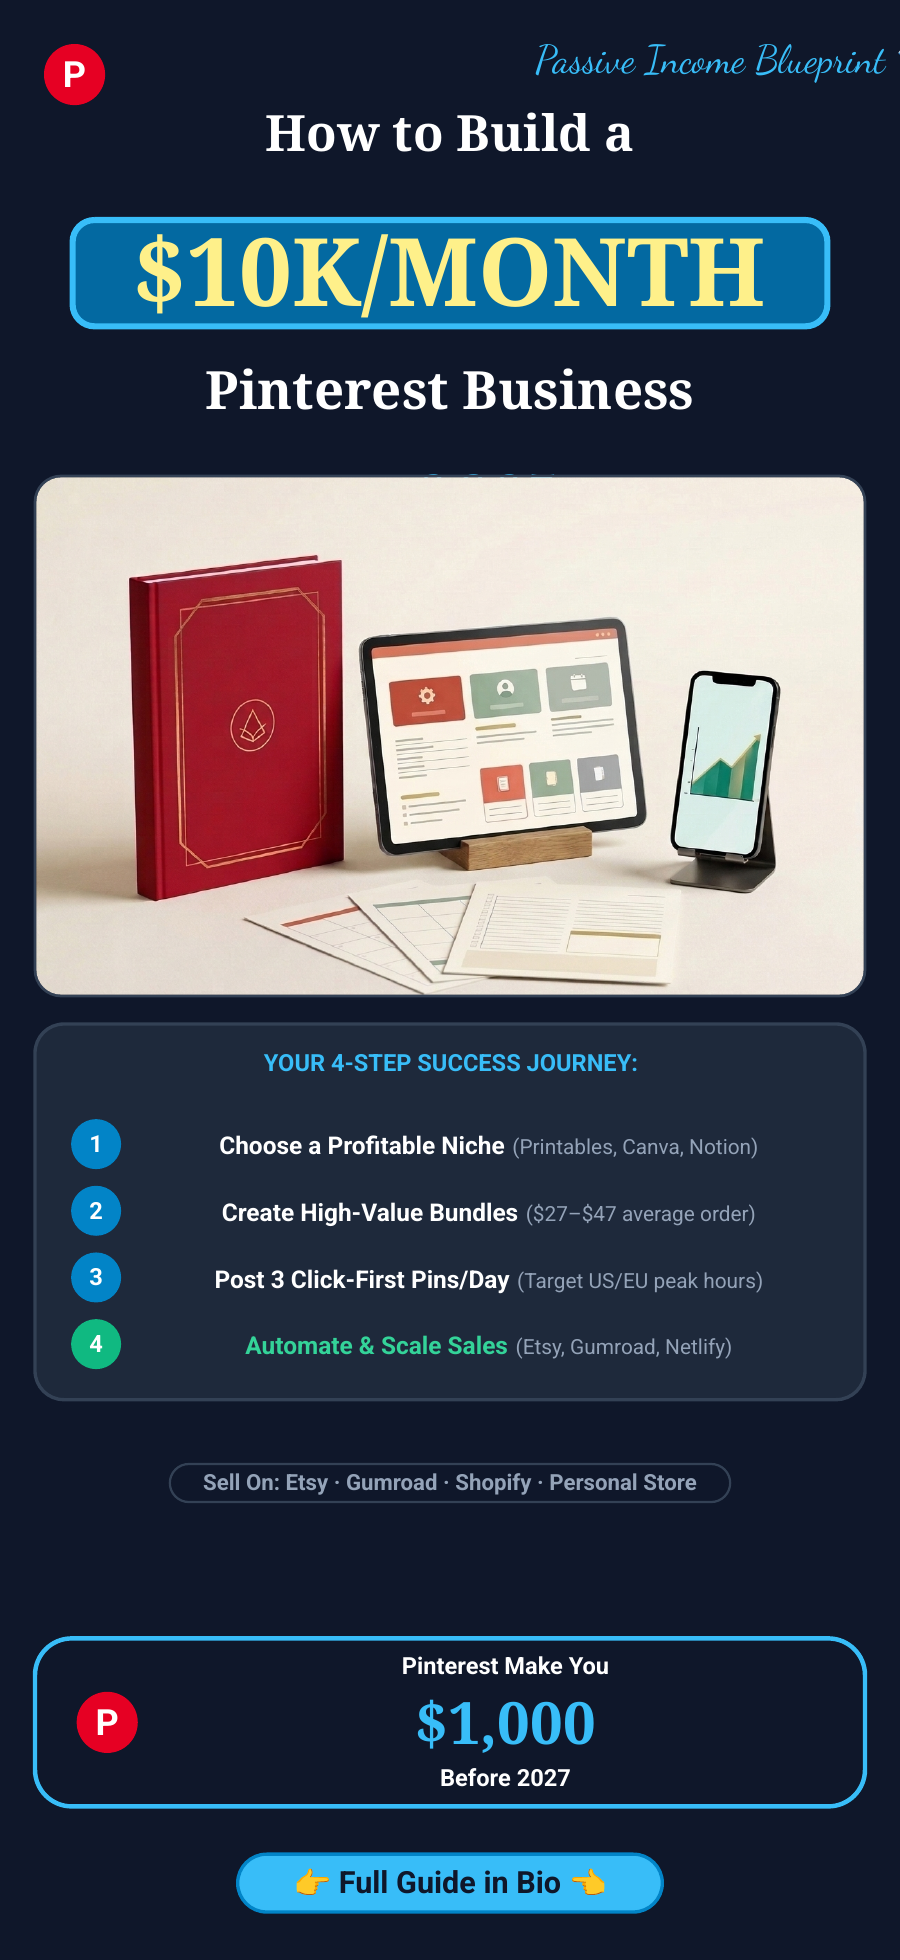 P
Passive Income Blueprint
How to Build a
$10K/MONTH
Pinterest Business
YOUR 4-STEP SUCCESS JOURNEY:
1 Choose a Profitable Niche (Printables, Canva, Notion)
2 Create High-Value Bundles ($27–$47 average order)
3 Post 3 Click-First Pins/Day (Target US/EU peak hours)
4 Automate & Scale Sales (Etsy, Gumroad, Netlify)
Sell On: Etsy · Gumroad · Shopify · Personal Store
Pinterest Make You
P
$1,000
Before 2027
👉 Full Guide in Bio 👈